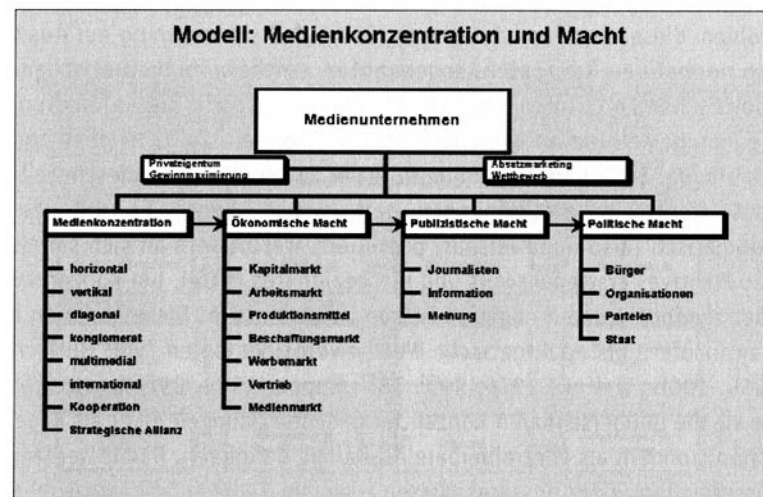 Modell: Medienkonzentration und Macht
Medienunternehmen
Privateigentum
Gewinnmaximierung
Absatzmarketing
Wettbewerb
Medienkonzentration
Ökonomische Macht
Publizistische Macht
Politische Macht
horizontal
vertikal
diagonal
konglomerat
multimedial
international
Kooperation
Strategische Allianz
Kapitalmarkt
Arbeitsmarkt
Produktionsmittel
Beschaffungsmarkt
Werbemarkt
Vertrieb
Medienmarkt
Journalisten
Information
Meinung
Bürger
Organisationen
Parteien
Staat